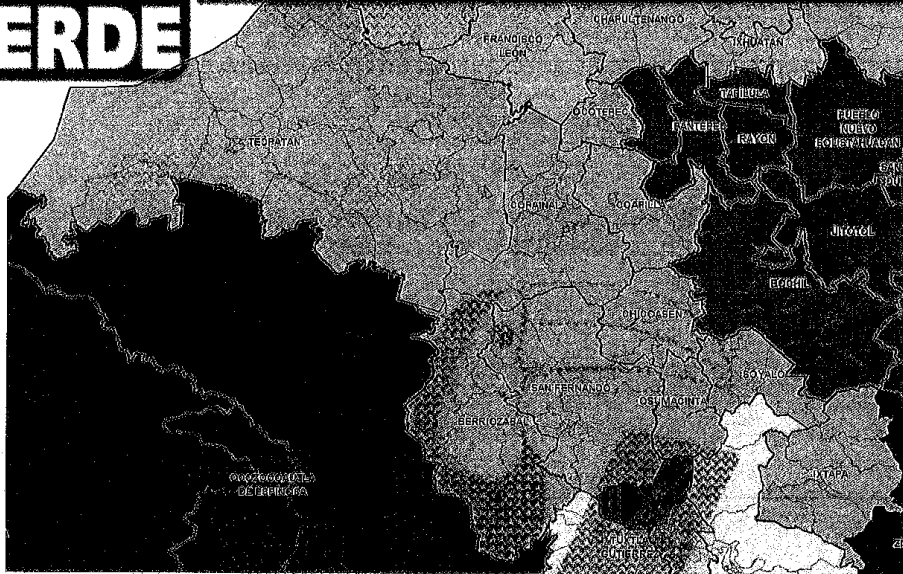 ERDE
CHAPULTENANGO
FRANCISCO
LEÓN
IXHUATAN
TAPILULA
OCOTEPEC
PANTEPEC
RAYON
PUEBLO
NUEVO
SOLISTAHUACAN
TECPATAN
COPAINALA
COAPILLA
JITOTOL
BOCHIL
CHICOASEN
SOYALO
SAN FERNANDO
OSUMACINTA
BERRIOZABAL
OCOZOCOAUTLA
DE ESPINOSA
IXTAPA
TUXTLA
GUTIERREZ